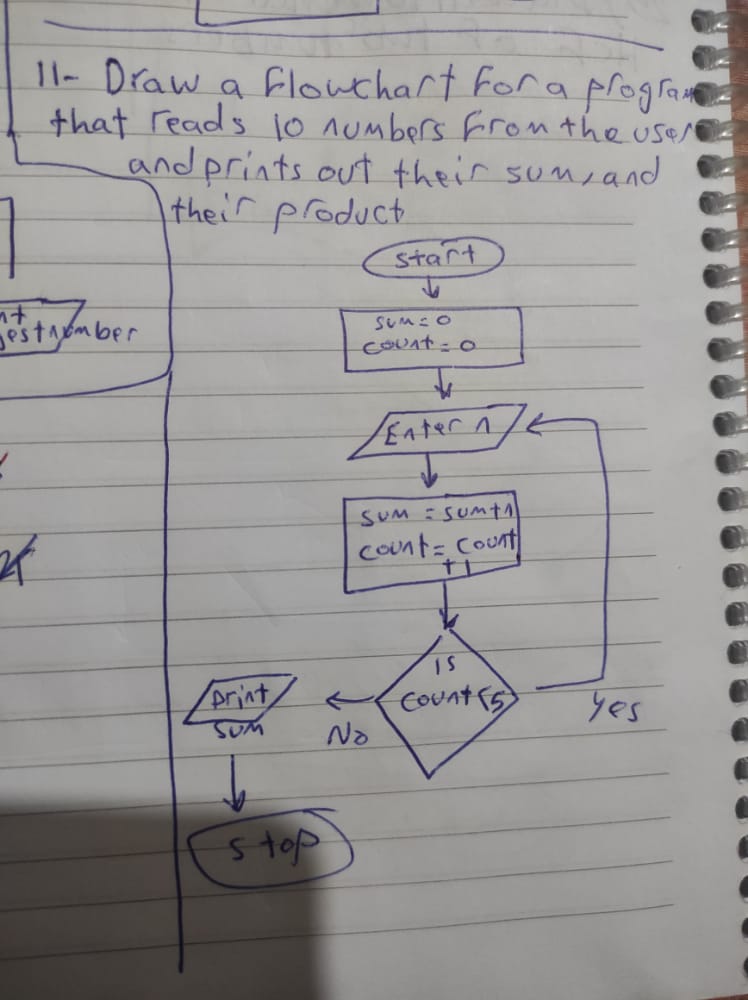 11- Draw a Flowchart For a program
that reads 10 numbers From the user
and prints out their sum, and
their product
start
sum=0
count=0
Enter n
sum = sum+n
count= count
+1
is
count<5
Yes
No
print
sum
stop
nt
gestnumber